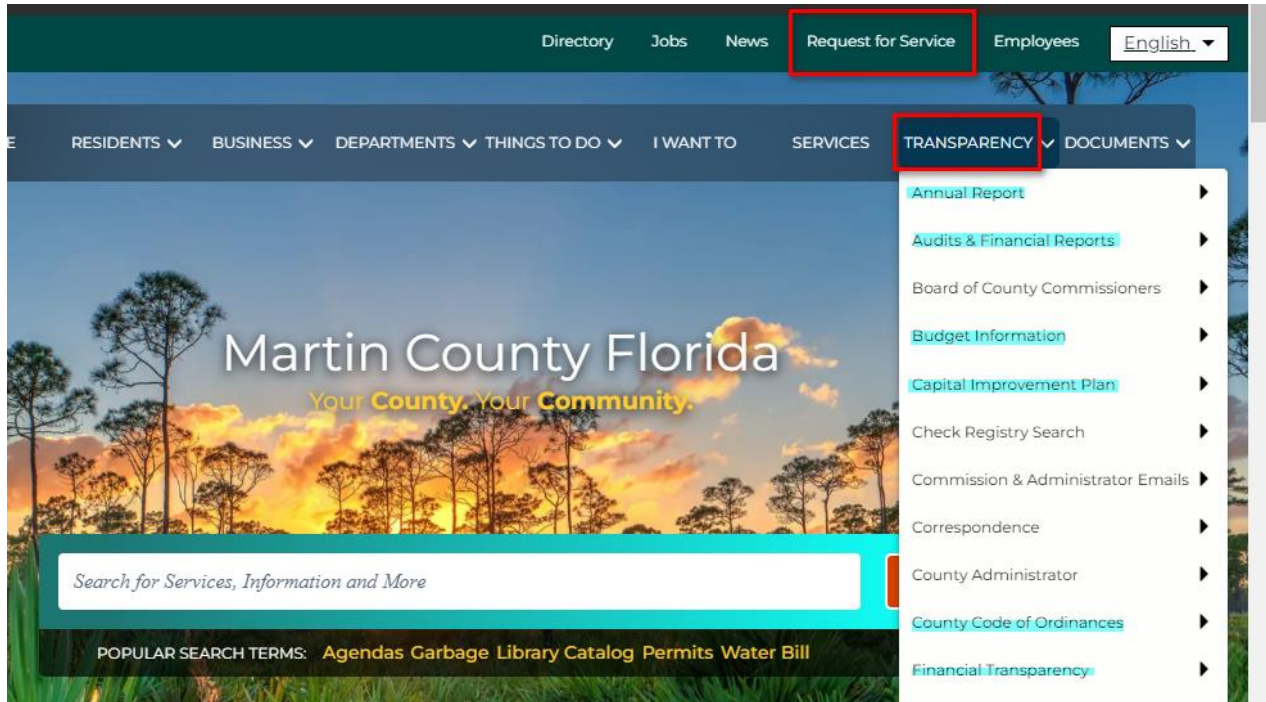 Directory Jobs News Request for Service Employees English
E RESIDENTS BUSINESS DEPARTMENTS THINGS TO DO I WANT TO SERVICES TRANSPARENCY DOCUMENTS
Annual Report
Audits & Financial Reports
Board of County Commissioners
Budget Information
Capital Improvement Plan
Check Registry Search
Commission & Administrator Emails
Correspondence
County Administrator
County Code of Ordinances
Financial Transparency
Martin County Florida
Your County. Your Community.
Search for Services, Information and More
POPULAR SEARCH TERMS: Agendas Garbage Library Catalog Permits Water Bill